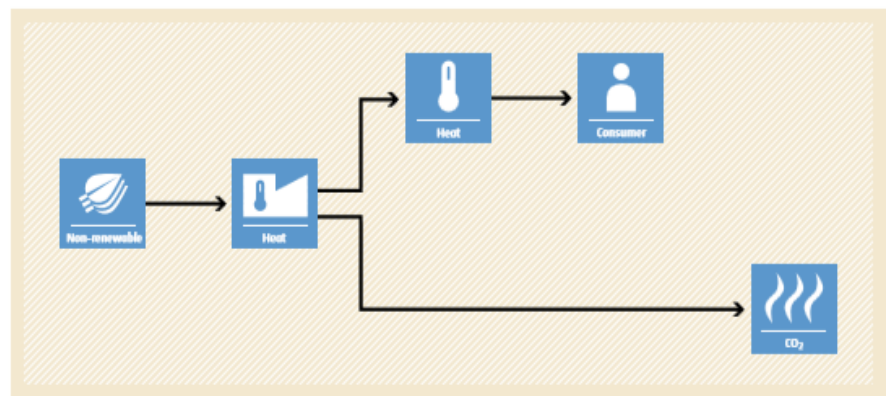 Heat
Consumer
Non-renewable
Heat
CO₂